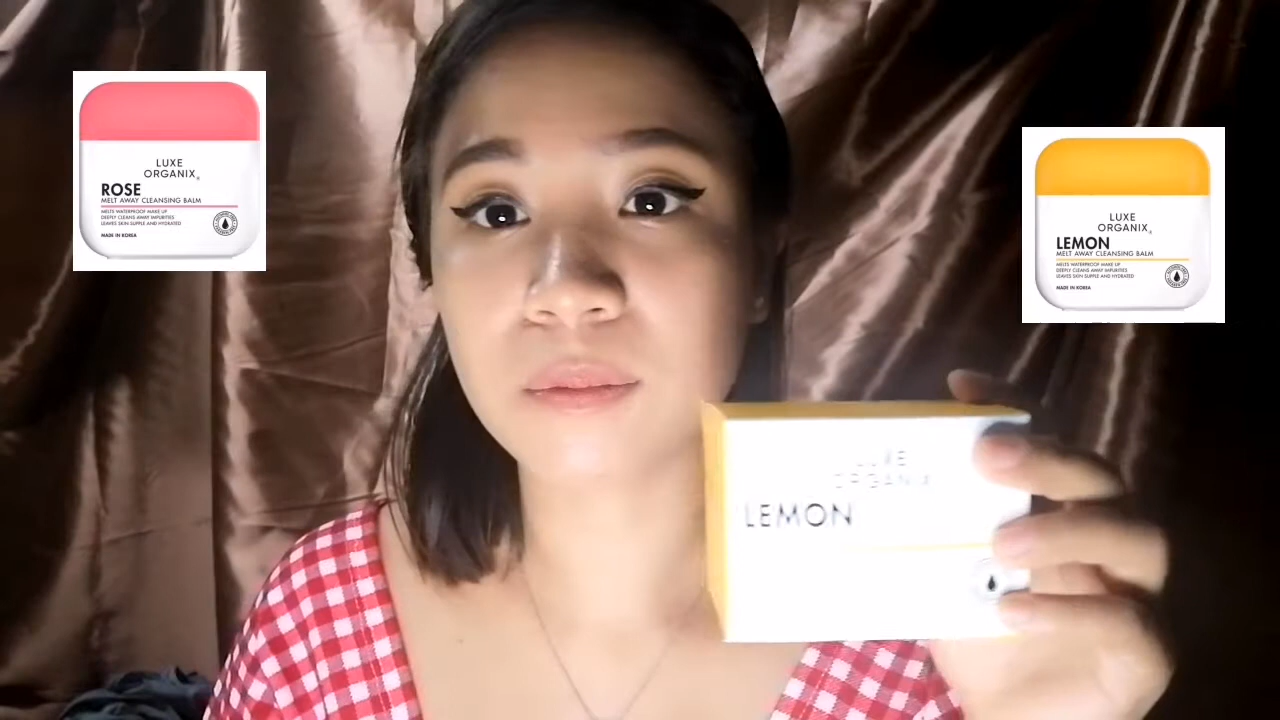 LUXE
ORGANIX
ROSE
MELT AWAY CLEANSING BALM
MELTS WATERPROOF MAKE UP
DEEPLY CLEANS AWAY IMPURITIES
LEAVES SKIN SUPPLE AND HYDRATED
MADE IN KOREA
LUXE
ORGANIX
LEMON
MELT AWAY CLEANSING BALM
MELTS WATERPROOF MAKE UP
DEEPLY CLEANS AWAY IMPURITIES
LEAVES SKIN SUPPLE AND HYDRATED
MADE IN KOREA
LUXE
ORGANIX
LEMON